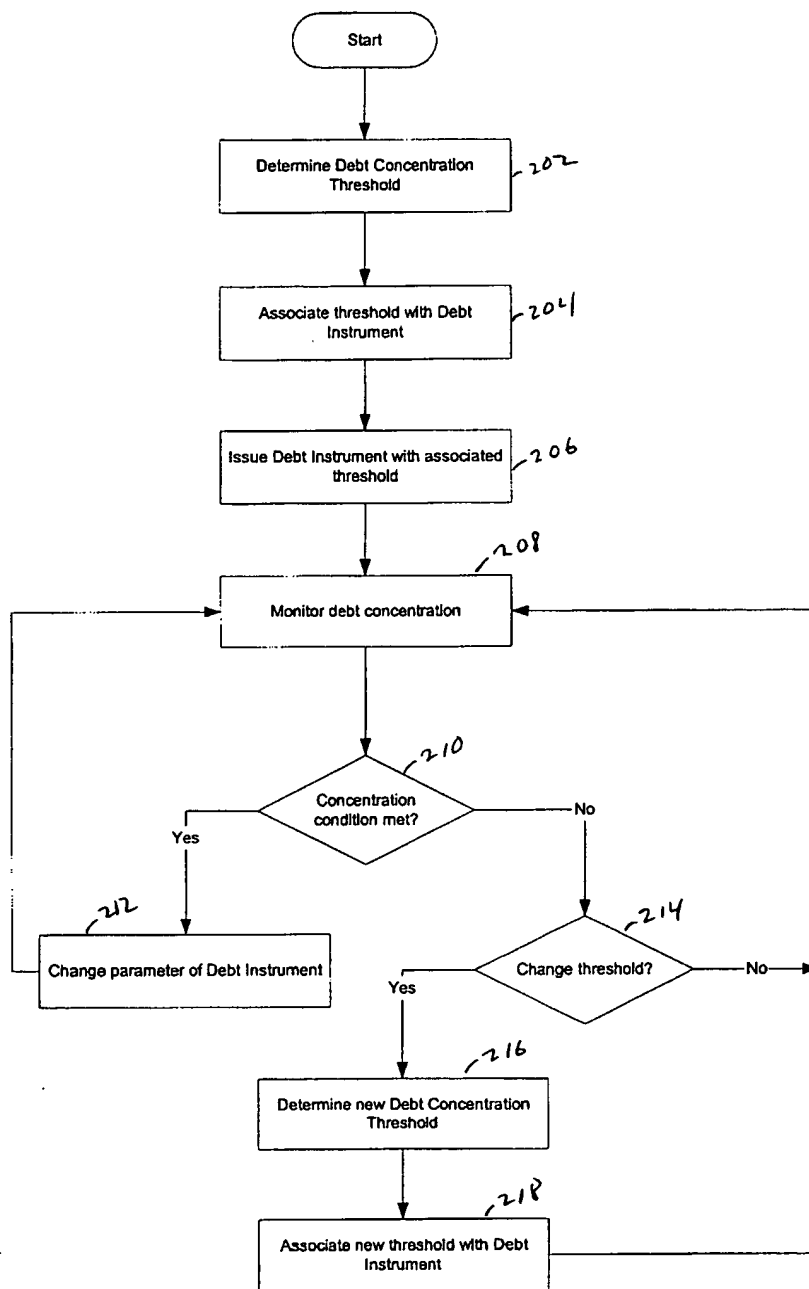 Start
Determine Debt Concentration
Threshold
202
Associate threshold with Debt
Instrument
204
Issue Debt Instrument with associated
threshold
206
208
Monitor debt concentration
210
Concentration
condition met?
Yes
No
212
Change parameter of Debt Instrument
214
Change threshold?
No
Yes
216
Determine new Debt Concentration
Threshold
218
Associate new threshold with Debt
Instrument